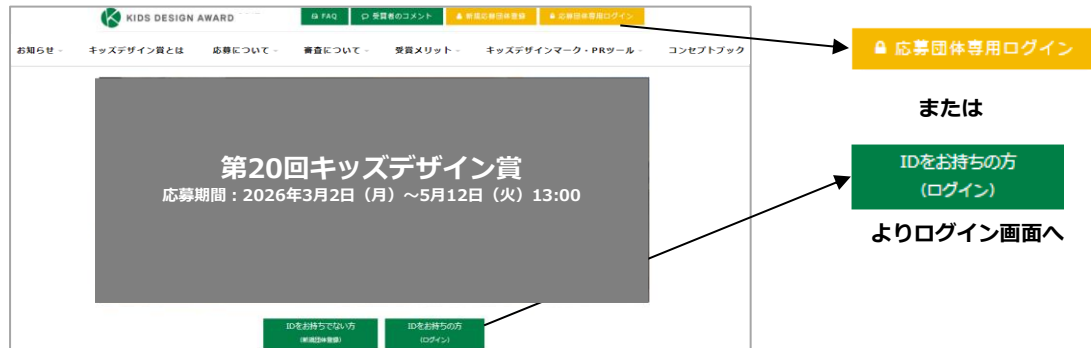 KIDS DESIGN AWARD
FAQ
受賞者のコメント
新規応募団体登録
応募団体専用ログイン
お知らせ
キッズデザイン賞とは
応募について
審査について
受賞メリット
キッズデザインマーク・PRツール
コンセプトブック
第20回キッズデザイン賞
応募期間：2026年3月2日（月）～5月12日（火）13:00
IDをお持ちでない方
（新規団体登録）
IDをお持ちの方
（ログイン）
応募団体専用ログイン
または
IDをお持ちの方
（ログイン）
よりログイン画面へ